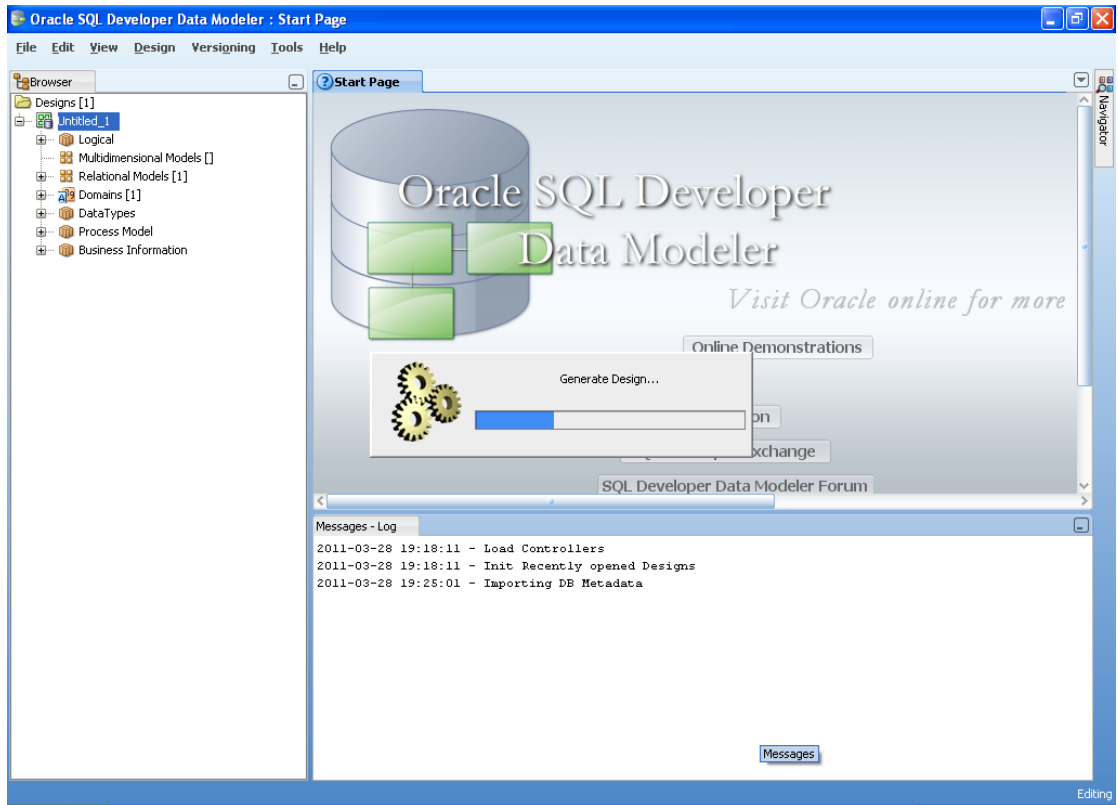 Oracle SQL Developer Data Modeler : Start Page
File Edit View Design Versioning Tools Help
Browser
Designs [1]
Untitled_1
Logical
Multidimensional Models []
Relational Models [1]
Domains [1]
DataTypes
Process Model
Business Information
Start Page
Navigator
Oracle SQL Developer
Data Modeler
Visit Oracle online for more
Online Demonstrations
Generate Design...
on
xchange
SQL Developer Data Modeler Forum
Messages - Log
2011-03-28 19:18:11 - Load Controllers
2011-03-28 19:18:11 - Init Recently opened Designs
2011-03-28 19:25:01 - Importing DB Metadata
Messages
Editing